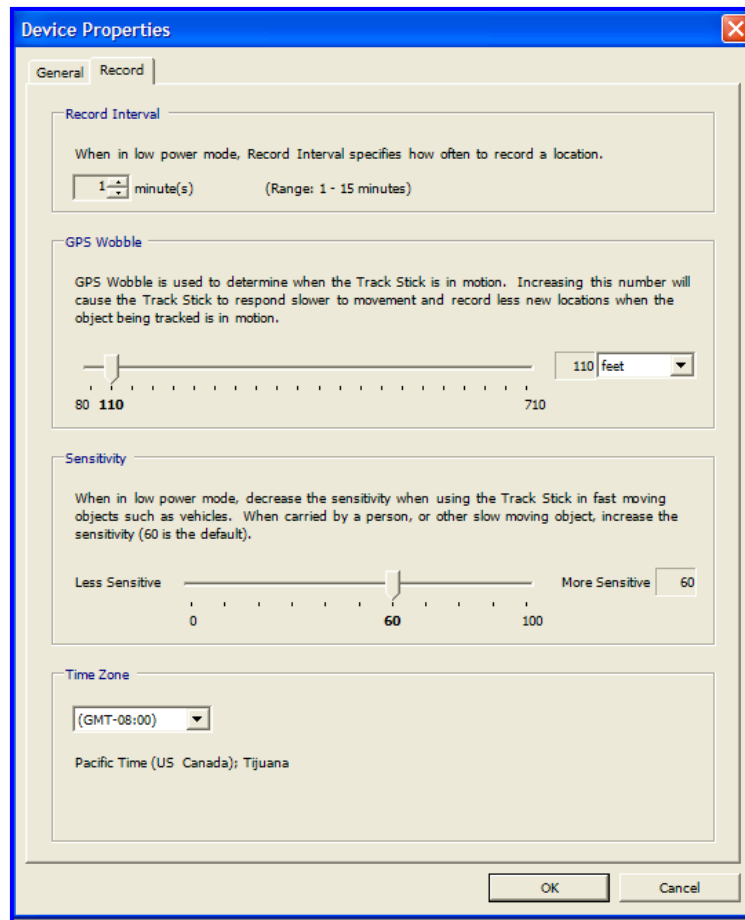 Device Properties
General Record
Record Interval
When in low power mode, Record Interval specifies how often to record a location.
1 minute(s) (Range: 1 - 15 minutes)
GPS Wobble
GPS Wobble is used to determine when the Track Stick is in motion. Increasing this number will
cause the Track Stick to respond slower to movement and record less new locations when the
object being tracked is in motion.
110 feet
80 110 710
Sensitivity
When in low power mode, decrease the sensitivity when using the Track Stick in fast moving
objects such as vehicles. When carried by a person, or other slow moving object, increase the
sensitivity (60 is the default).
Less Sensitive More Sensitive 60
0 60 100
Time Zone
(GMT-08:00)
Pacific Time (US Canada); Tijuana
OK Cancel